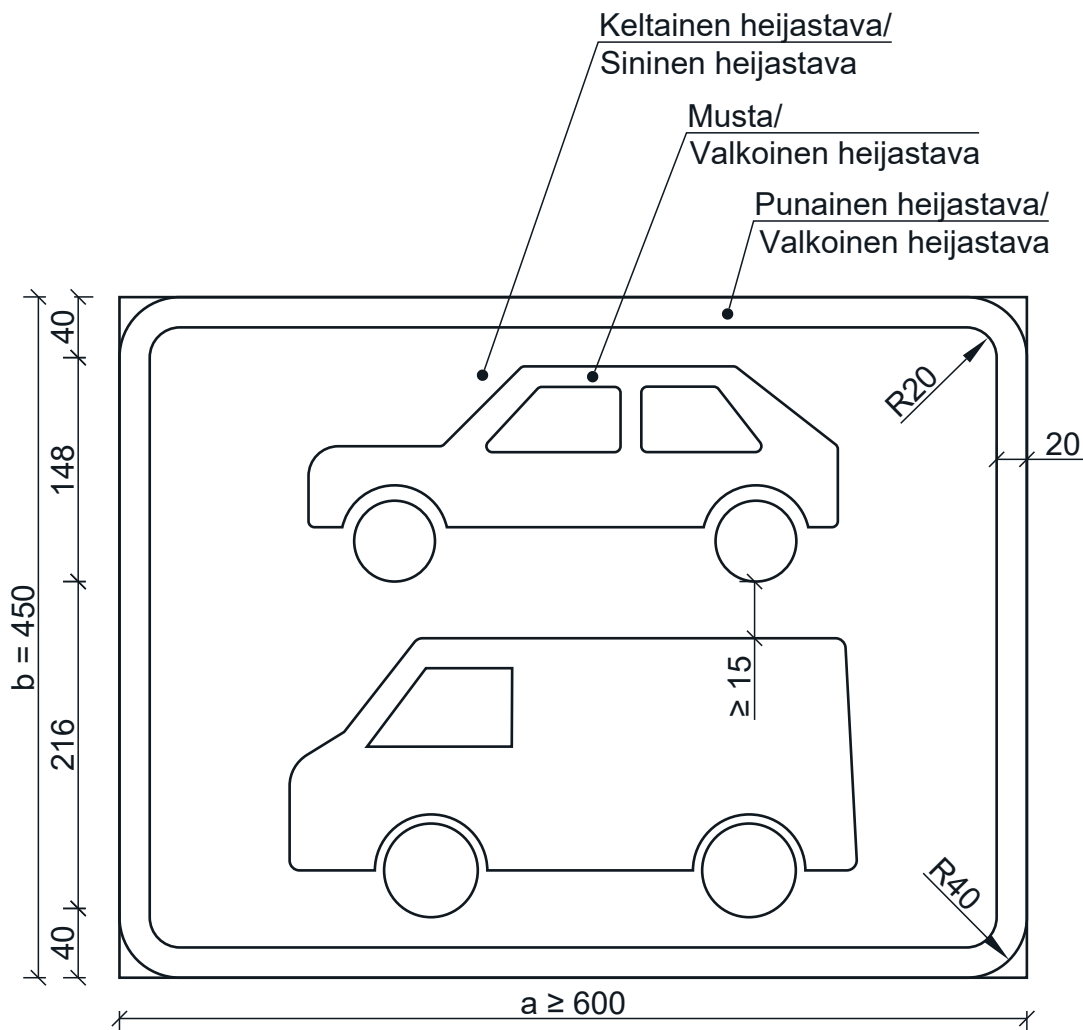 Keltainen heijastava/
Sininen heijastava
Musta/
Valkoinen heijastava
Punainen heijastava/
Valkoinen heijastava
40
R20
148
20
b = 450
≥ 15
216
R40
40
a ≥ 600